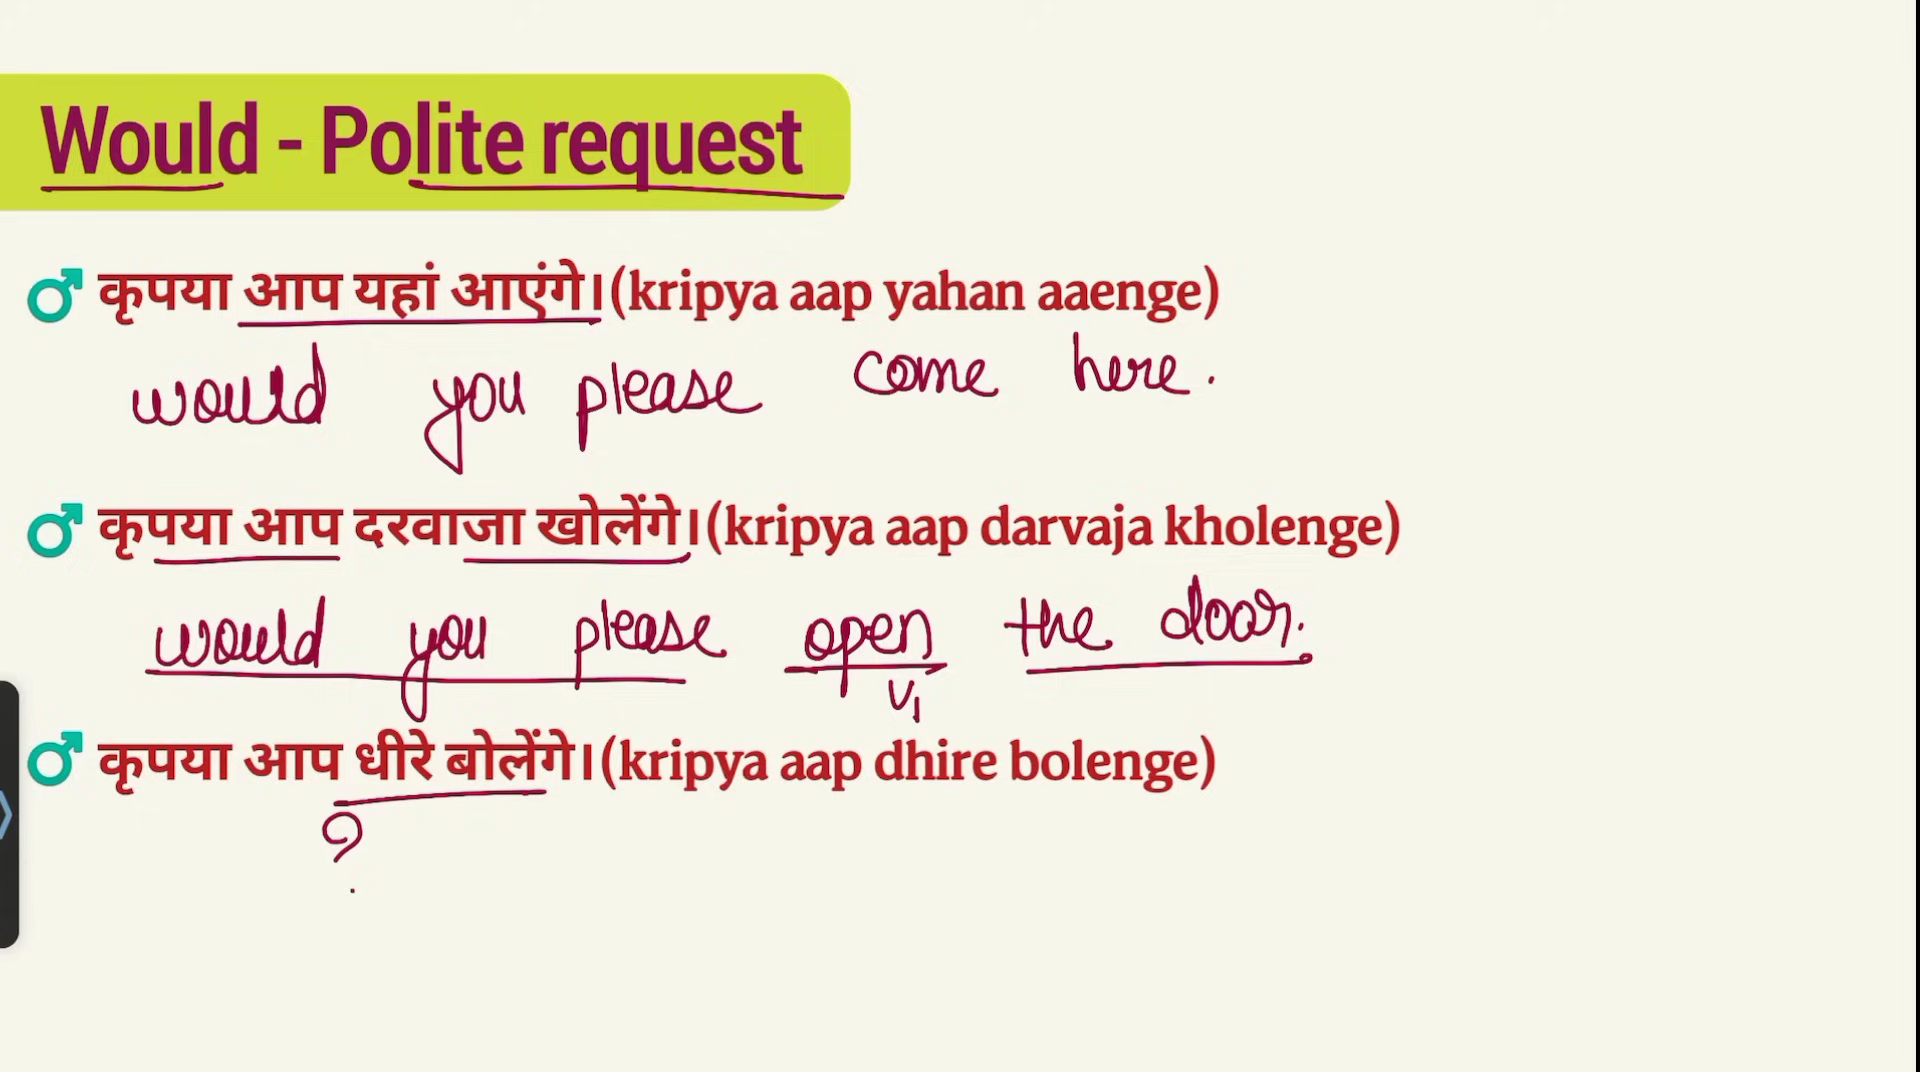 Would - Polite request
कृपया आप यहां आएंगे।(kripya aap yahan aaenge)
would you please come here.
कृपया आप दरवाजा खोलेंगे।(kripya aap darvaja kholenge)
would you please open the door.
V1
कृपया आप धीरे बोलेंगे।(kripya aap dhire bolenge)
?